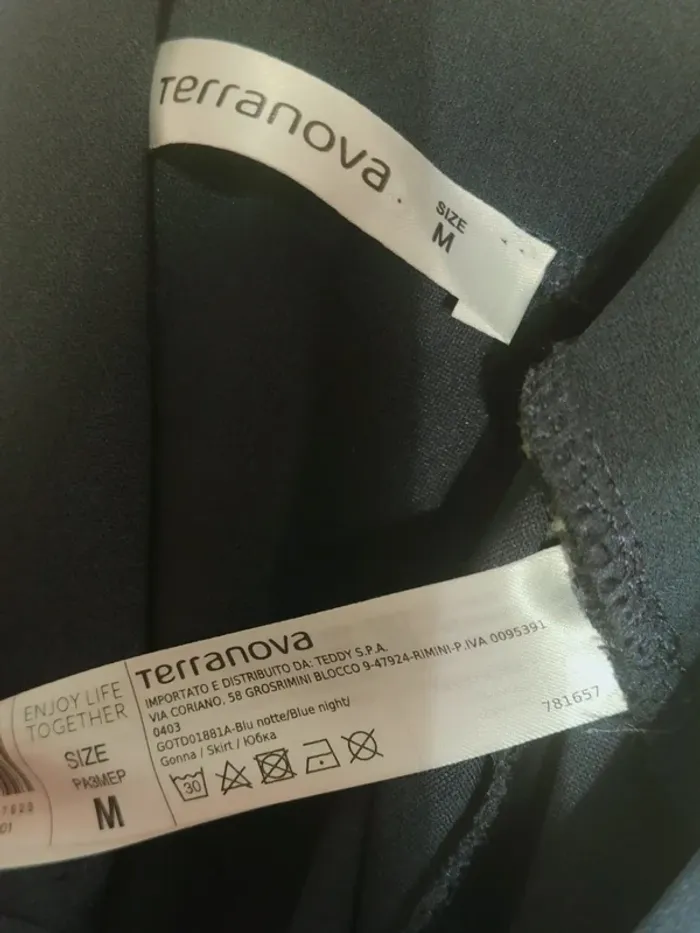 Terranova
SIZE
M
ENJOY LIFE
TOGETHER
SIZE
РАЗМЕР
M
Terranova
IMPORTATO E DISTRIBUITO DA: TEDDY S.P.A.
VIA CORIANO, 58 GROSRIMINI BLOCCO 9-47924-RIMINI-P.IVA 0095391
0403
GOTD01881A-Blu notte/Blue night/
Gonna / Skirt / Юбка
30
781657